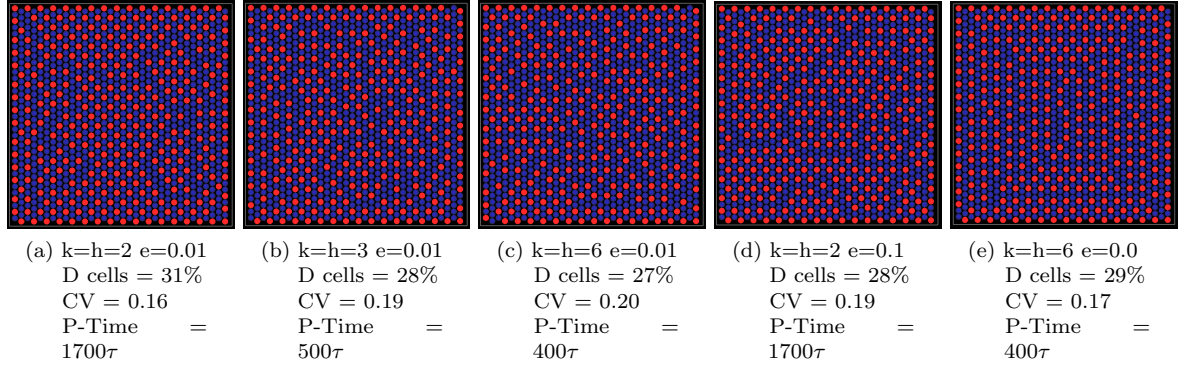 (a) k=h=2 e=0.01
D cells = 31%
CV = 0.16
P-Time =
1700τ
(b) k=h=3 e=0.01
D cells = 28%
CV = 0.19
P-Time =
500τ
(c) k=h=6 e=0.01
D cells = 27%
CV = 0.20
P-Time =
400τ
(d) k=h=2 e=0.1
D cells = 28%
CV = 0.19
P-Time =
1700τ
(e) k=h=6 e=0.0
D cells = 29%
CV = 0.17
P-Time =
400τ